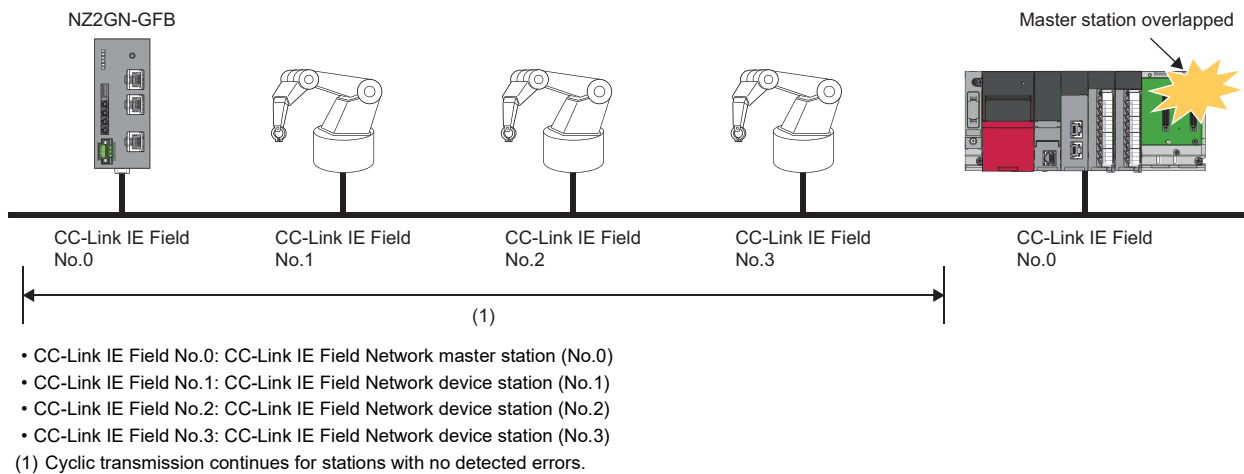 NZ2GN-GFB
Master station overlapped
CC-Link IE Field
No.0
CC-Link IE Field
No.1
CC-Link IE Field
No.2
CC-Link IE Field
No.3
CC-Link IE Field
No.0
(1)
• CC-Link IE Field No.0: CC-Link IE Field Network master station (No.0)
• CC-Link IE Field No.1: CC-Link IE Field Network device station (No.1)
• CC-Link IE Field No.2: CC-Link IE Field Network device station (No.2)
• CC-Link IE Field No.3: CC-Link IE Field Network device station (No.3)
(1) Cyclic transmission continues for stations with no detected errors.